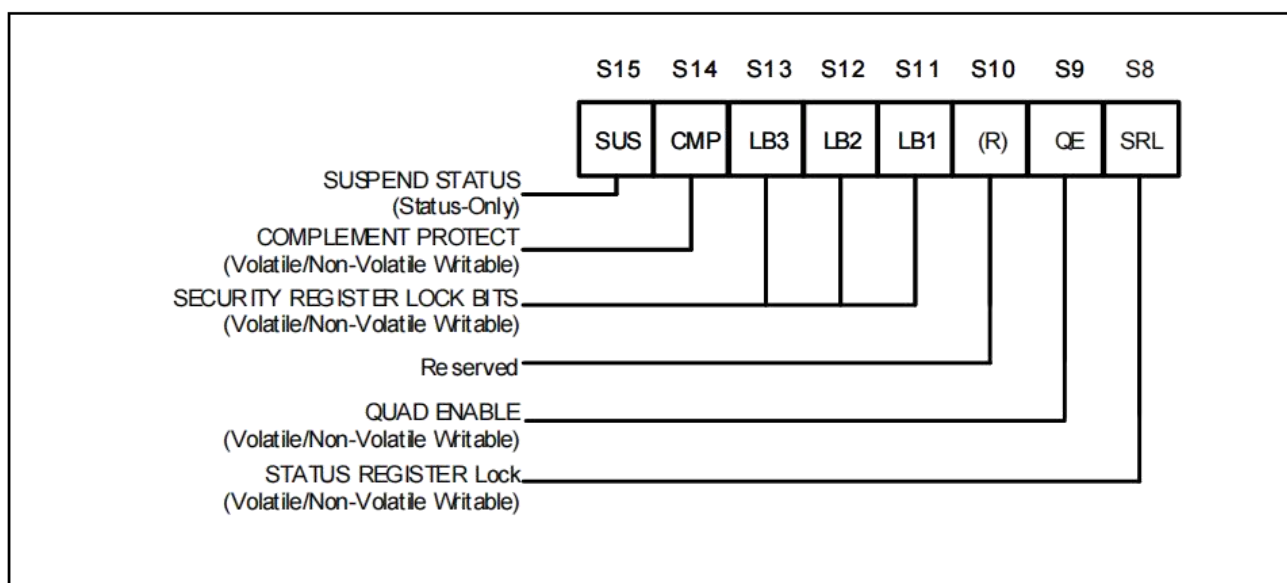 S15 S14 S13 S12 S11 S10 S9 S8
SUS CMP LB3 LB2 LB1 (R) QE SRL
SUSPEND STATUS
(Status-Only)
COMPLEMENT PROTECT
(Volatile/Non-Volatile Writable)
SECURITY REGISTER LOCK BITS
(Volatile/Non-Volatile Writable)
Reserved
QUAD ENABLE
(Volatile/Non-Volatile Writable)
STATUS REGISTER Lock
(Volatile/Non-Volatile Writable)